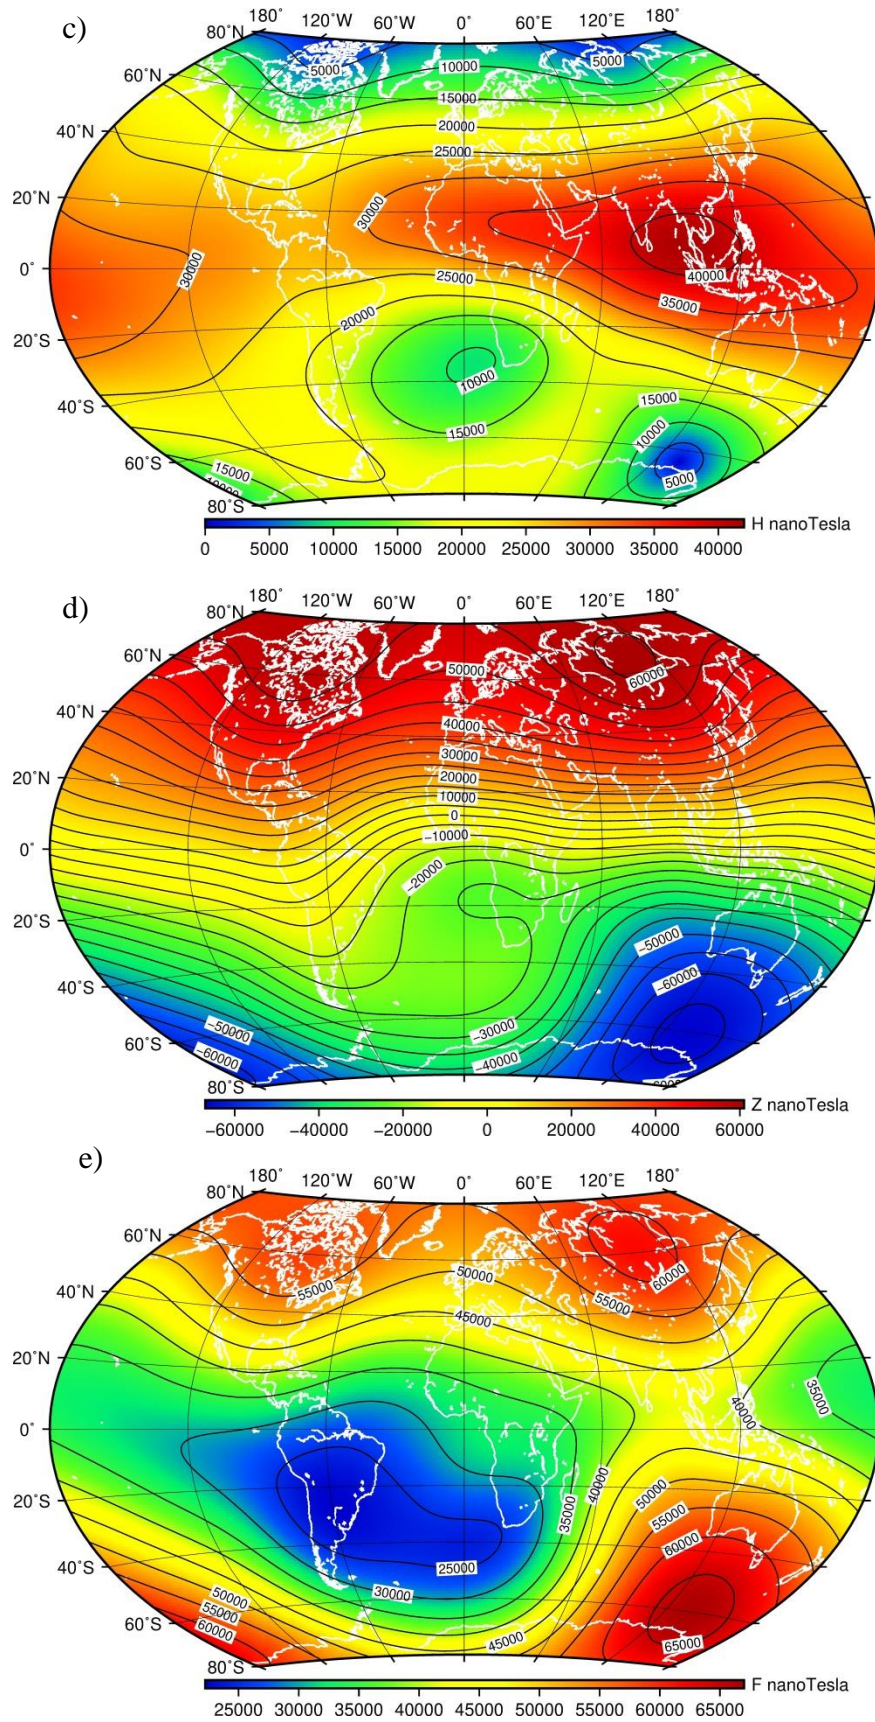 c)
180˚ 120˚W 60˚W 0˚ 60˚E 120˚E 180˚
80˚N
60˚N
40˚N
20˚N
0˚
20˚S
40˚S
60˚S
80˚S
5000 10000 5000
15000
20000
25000
30000
30000
40000
25000
35000
20000
10000
15000
15000
10000
15000
5000
10000
0 5000 10000 15000 20000 25000 30000 35000 40000
H nanoTesla
d)
180˚ 120˚W 60˚W 0˚ 60˚E 120˚E 180˚
80˚N
60˚N
40˚N
20˚N
0˚
20˚S
40˚S
60˚S
80˚S
50000 60000
40000
30000
20000
10000
0
−10000
−20000
−50000
−60000
−50000 −30000
−60000 −40000
−60000 −40000 −20000 0 20000 40000 60000
Z nanoTesla
e)
180˚ 120˚W 60˚W 0˚ 60˚E 120˚E 180˚
80˚N
60˚N
40˚N
20˚N
0˚
20˚S
40˚S
60˚S
80˚S
55000 50000 60000
55000
45000
35000
40000
40000
35000
50000
55000
60000
25000
30000
50000
55000
60000
45000 65000
25000 30000 35000 40000 45000 50000 55000 60000 65000
F nanoTesla